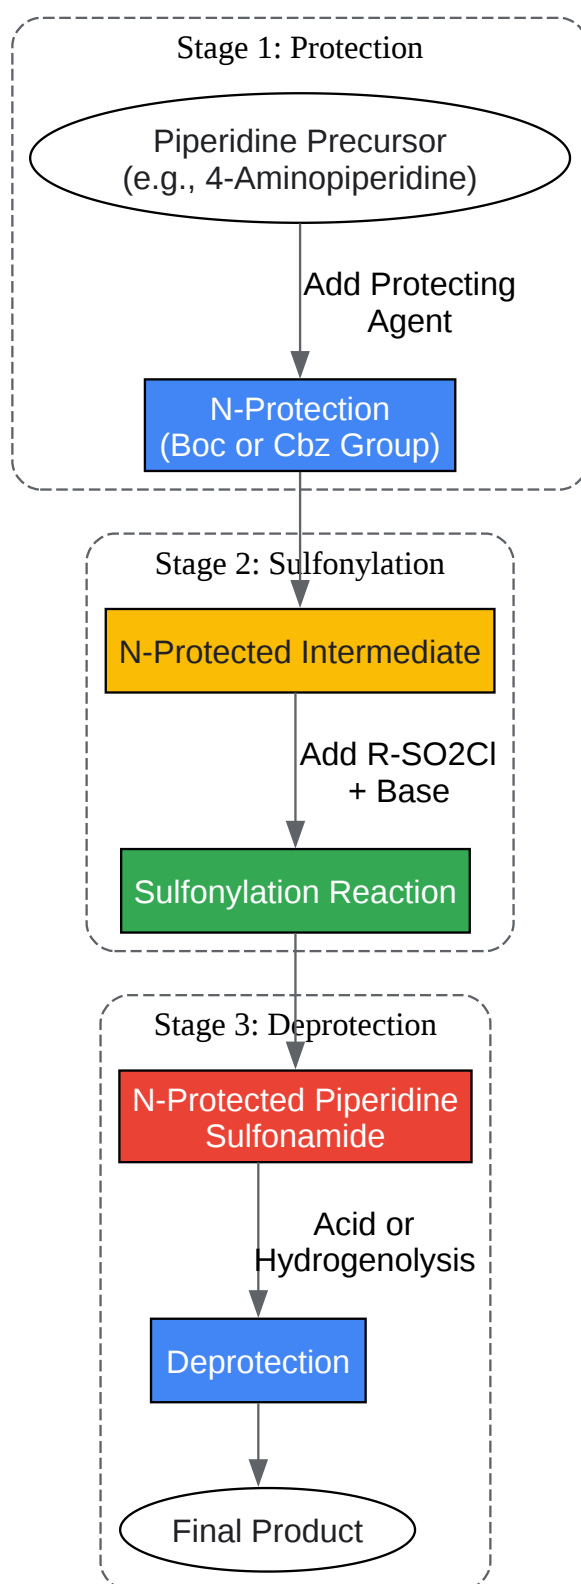 Stage 1: Protection
Piperidine Precursor
(e.g., 4-Aminopiperidine)
Add Protecting
Agent
N-Protection
(Boc or Cbz Group)
Stage 2: Sulfonylation
N-Protected Intermediate
Add R-SO2Cl
+ Base
Sulfonylation Reaction
Stage 3: Deprotection
N-Protected Piperidine
Sulfonamide
Acid or
Hydrogenolysis
Deprotection
Final Product